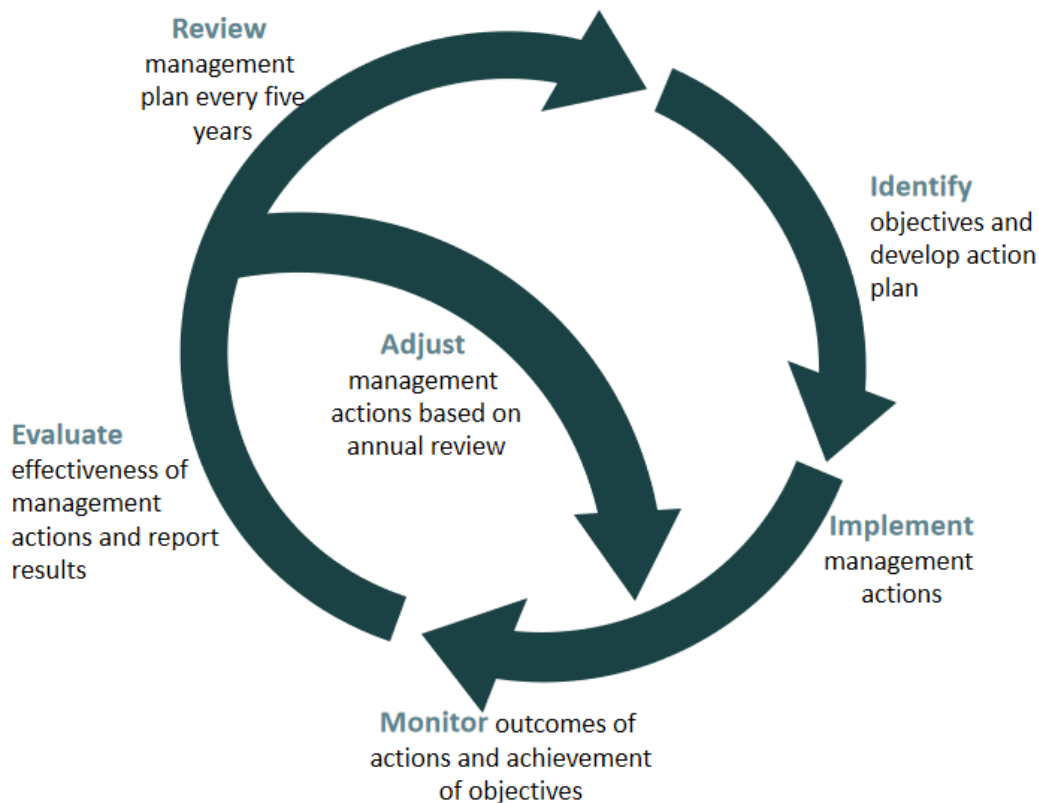 Review
management
plan every five
years
Identify
objectives and
develop action
plan
Adjust
management
actions based on
annual review
Evaluate
effectiveness of
management
actions and report
results
Implement
management
actions
Monitor outcomes of
actions and achievement
of objectives